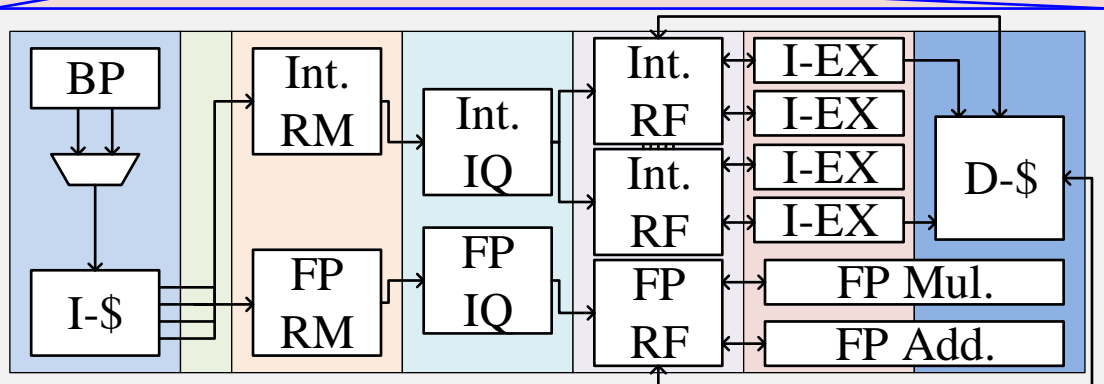 BP
I-$
Int.
RM
FP
RM
Int.
IQ
FP
IQ
Int.
RF
Int.
RF
FP
RF
I-EX
I-EX
I-EX
I-EX
D-$
FP Mul.
FP Add.